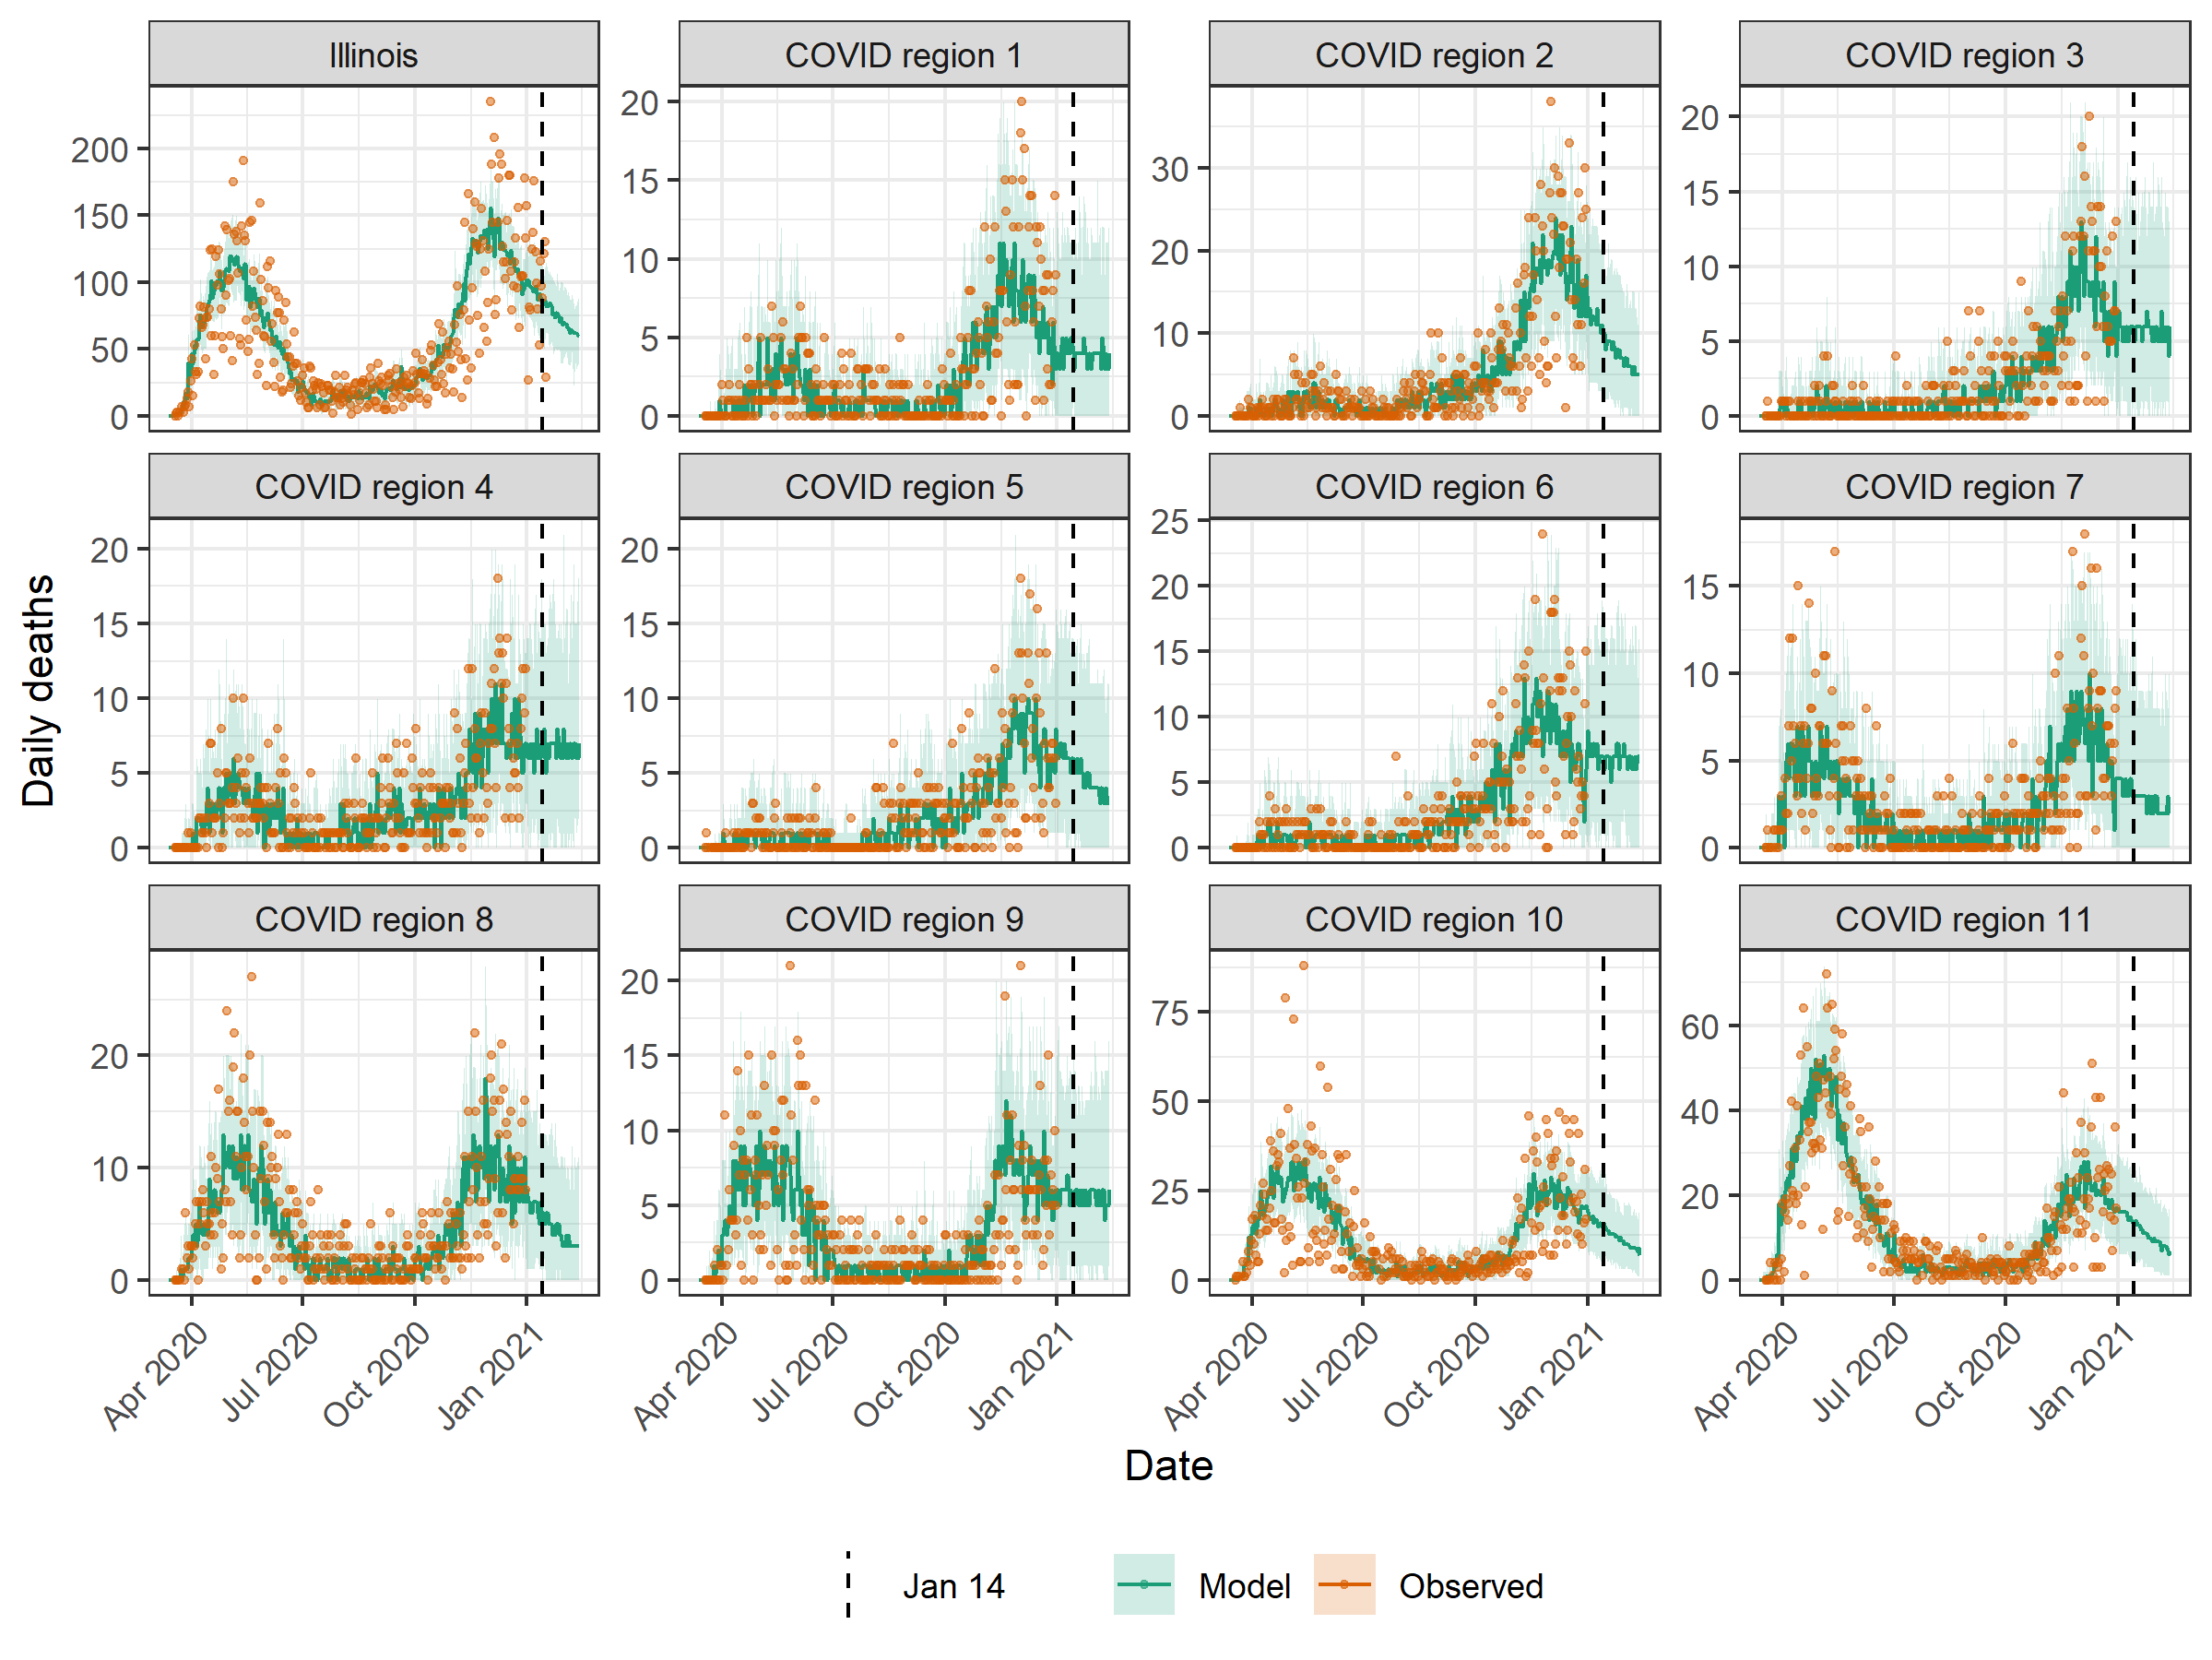 Illinois
COVID region 1
COVID region 2
COVID region 3
200
150
100
50
0
20
15
10
5
0
30
20
10
0
20
15
10
5
0
COVID region 4
COVID region 5
COVID region 6
COVID region 7
20
15
10
5
0
20
15
10
5
0
25
20
15
10
5
0
15
10
5
0
Daily deaths
COVID region 8
COVID region 9
COVID region 10
COVID region 11
20
10
0
20
15
10
5
0
75
50
25
0
60
40
20
0
Apr 2020
Jul 2020
Oct 2020
Jan 2021
Apr 2020
Jul 2020
Oct 2020
Jan 2021
Apr 2020
Jul 2020
Oct 2020
Jan 2021
Apr 2020
Jul 2020
Oct 2020
Jan 2021
Date
Jan 14
Model
Observed